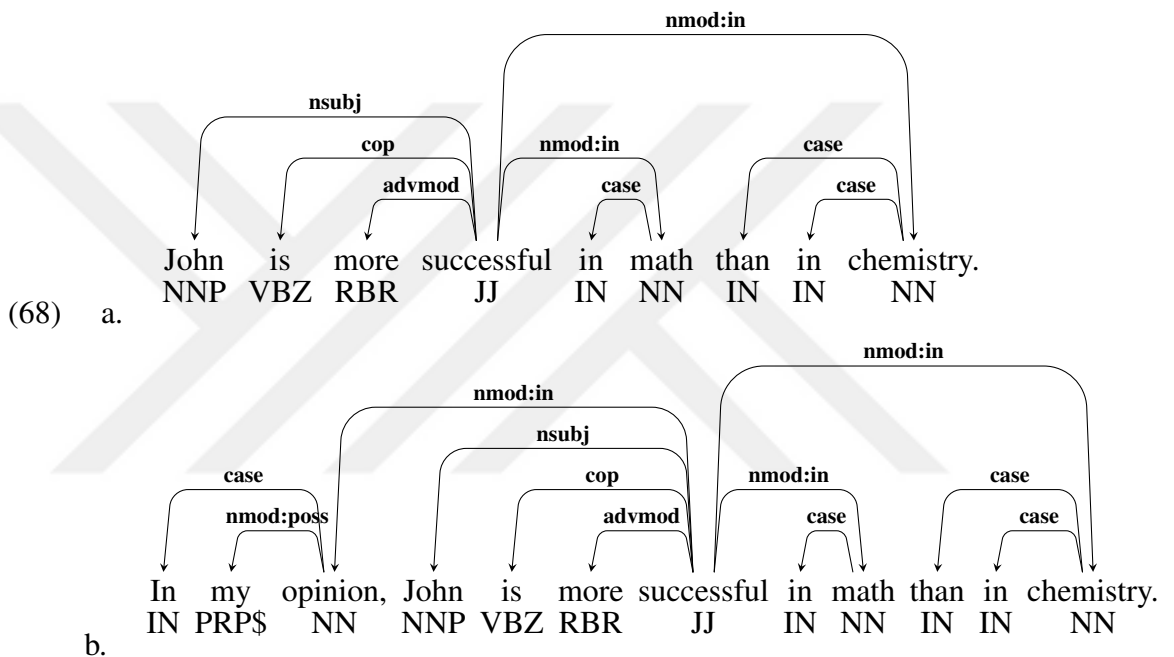 nmod:in
nsubj
cop nmod:in case
advmod case case
John is more successful in math than in chemistry.
NNP VBZ RBR JJ IN NN IN IN NN
(68) a.
nmod:in
nmod:in
nsubj
case cop nmod:in case
nmod:poss advmod case case
In my opinion, John is more successful in math than in chemistry.
IN PRP$ NN NNP VBZ RBR JJ IN NN IN IN NN
b.